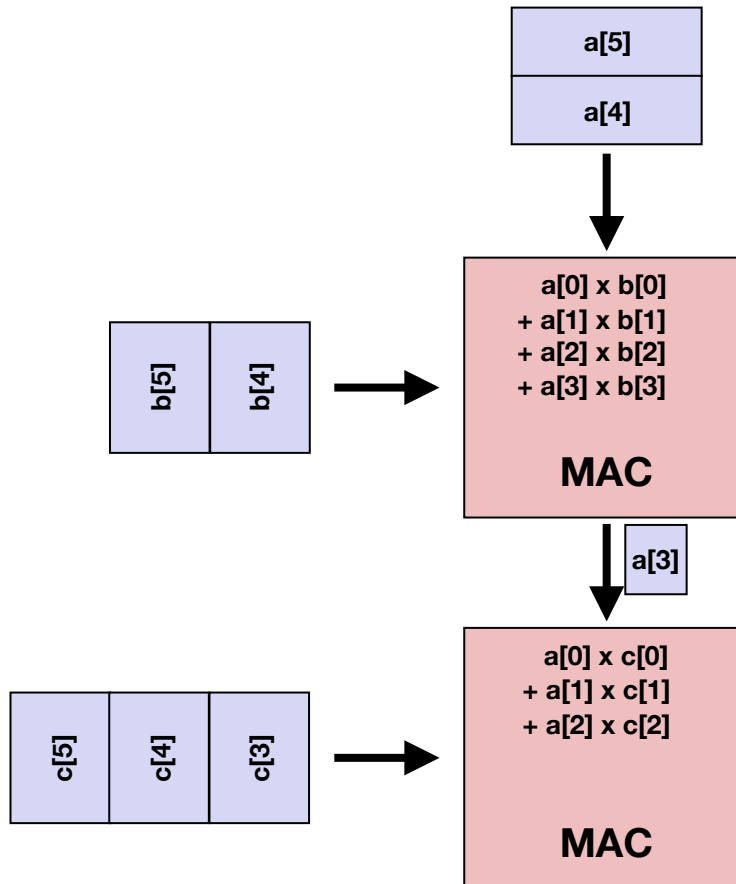 a[5]
a[4]
a[0] x b[0]
+ a[1] x b[1]
+ a[2] x b[2]
+ a[3] x b[3]
MAC
b[5]
b[4]
a[3]
a[0] x c[0]
+ a[1] x c[1]
+ a[2] x c[2]
MAC
c[5]
c[4]
c[3]